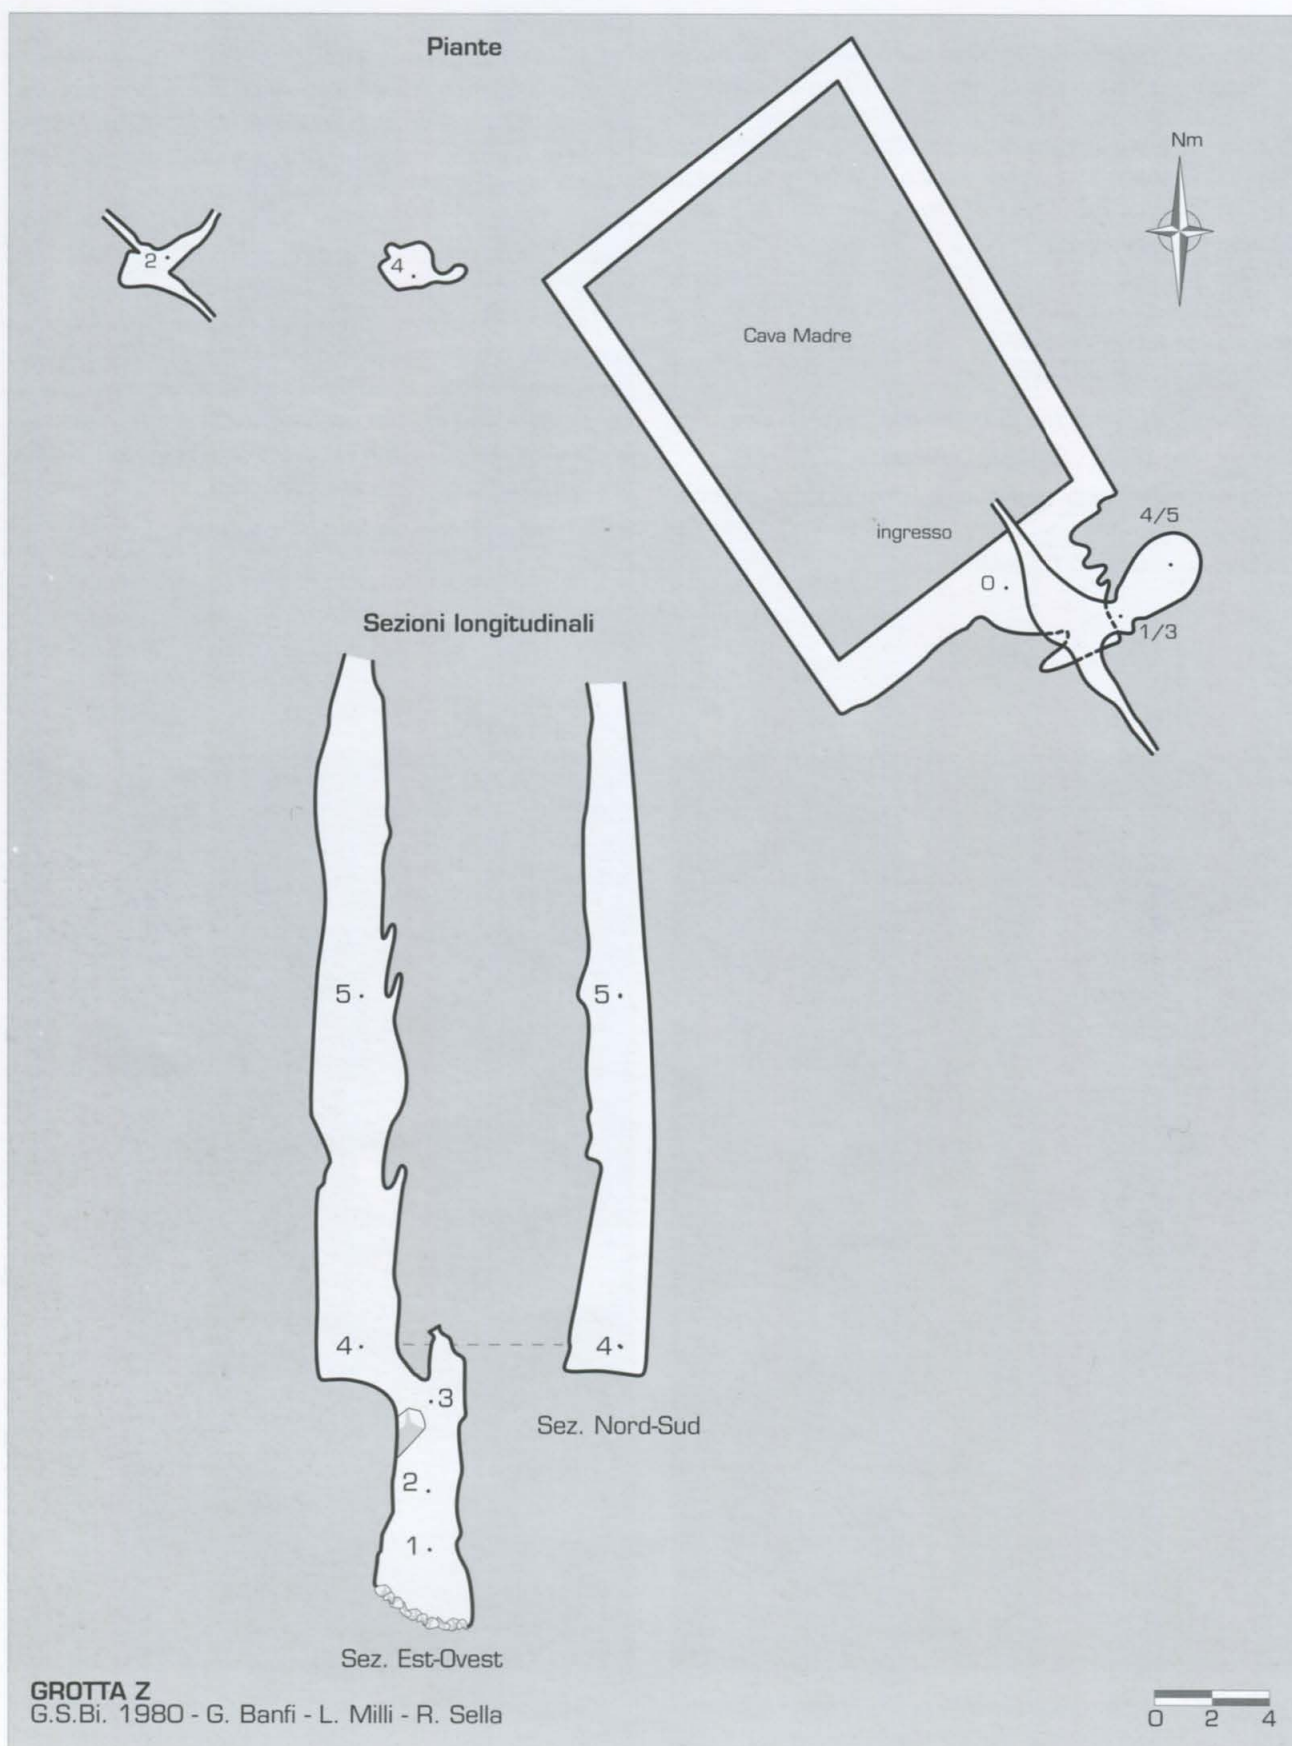 Piante
Nm
2
4
Cava Madre
ingresso
4/5
0
1/3
Sezioni longitudinali
5
5
4
4
3
Sez. Nord-Sud
2
1
Sez. Est-Ovest
GROTTA Z
G.S.Bi. 1980 - G. Banfi - L. Milli - R. Sella
0 2 4